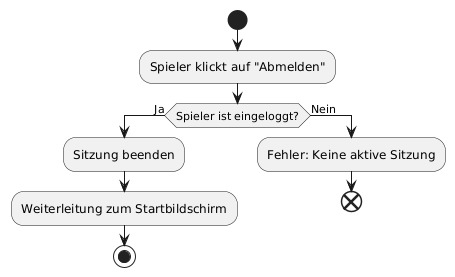 Spieler klickt auf "Abmelden"
Spieler ist eingeloggt?
Ja
Nein
Sitzung beenden
Fehler: Keine aktive Sitzung
Weiterleitung zum Startbildschirm